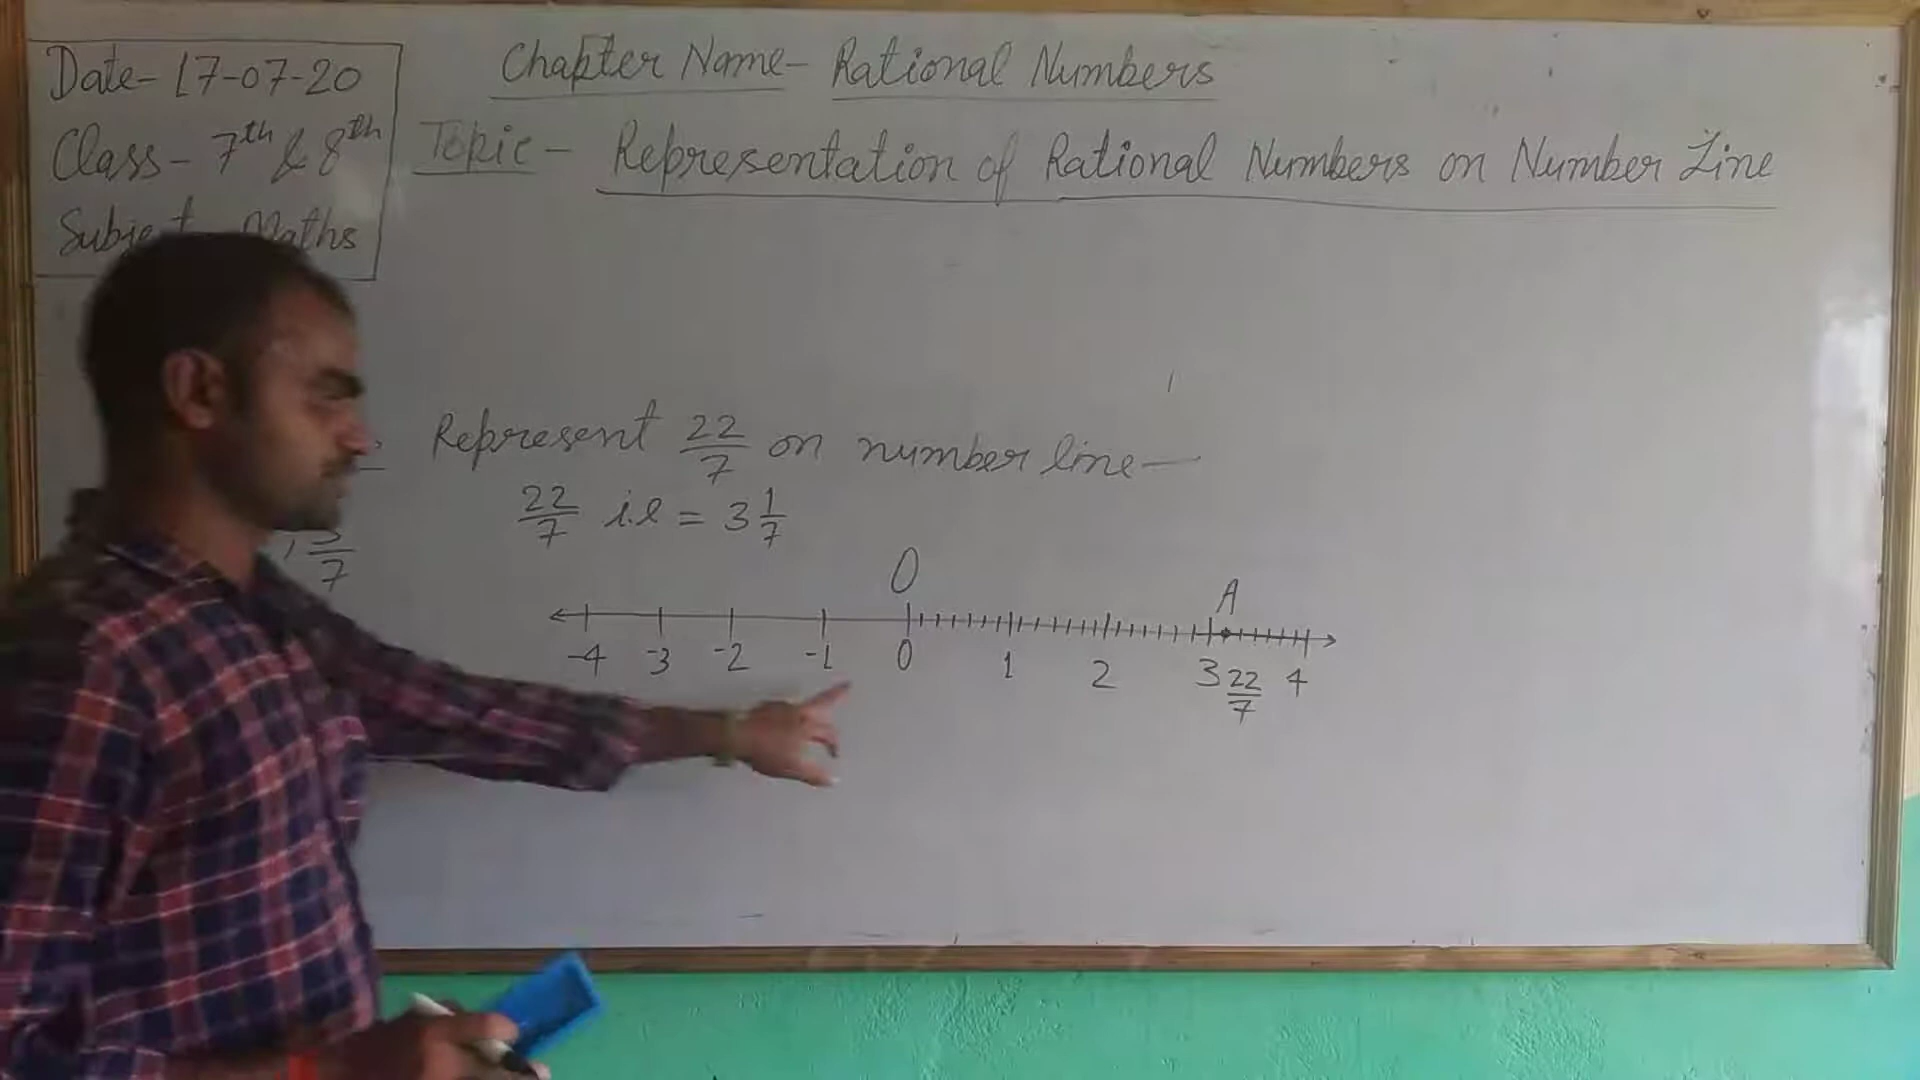 Date- 17-07-20
Class- 7th & 8th
Subject- Maths
Chapter Name- Rational Numbers
Topic- Representation of Rational Numbers on Number Line
Represent 22/7 on number line-
22/7 i.e = 3 1/7
O A
-4 -3 -2 -1 0 1 2 3 22/7 4